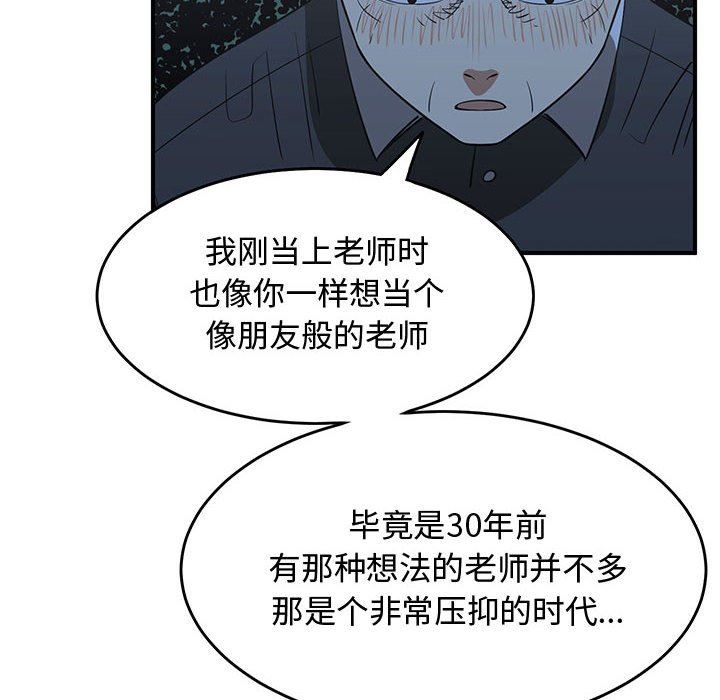 我刚当上老师时
也像你一样想当个
像朋友般的老师
毕竟是30年前
有那种想法的老师并不多
那是个非常压抑的时代...